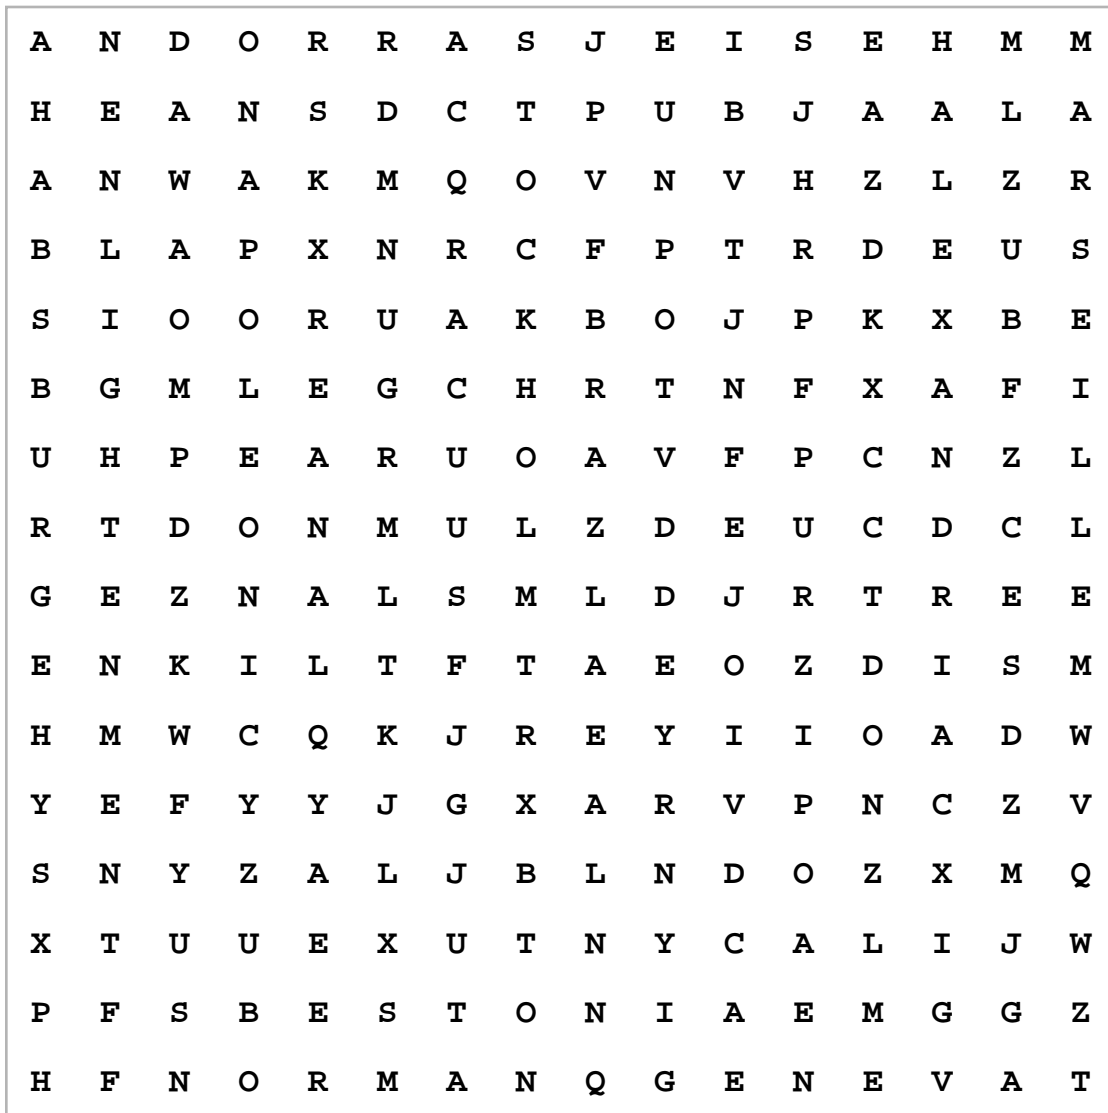 A N D O R R A S J E I S E H M M
H E A N S D C T P U B J A A L A
A N W A K M Q O V N V H Z L Z R
B L A P X N R C F P T R D E U S
S I O O R U A K B O J P K X B E
B G M L E G C H R T N F X A F I
U H P E A R U O A V F P C N Z L
R T D O N M U L Z D E U C D C L
G E Z N A L S M L D J R T R E E
E N K I L T F T A E O Z D I S M
H M W C Q K J R E Y I I O A D W
Y E F Y Y J G X A R V P N C Z V
S N Y Z A L J B L N D O Z X M Q
X T U U E X U T N Y C A L I J W
P F S B E S T O N I A E M G G Z
H F N O R M A N Q G E N E V A T